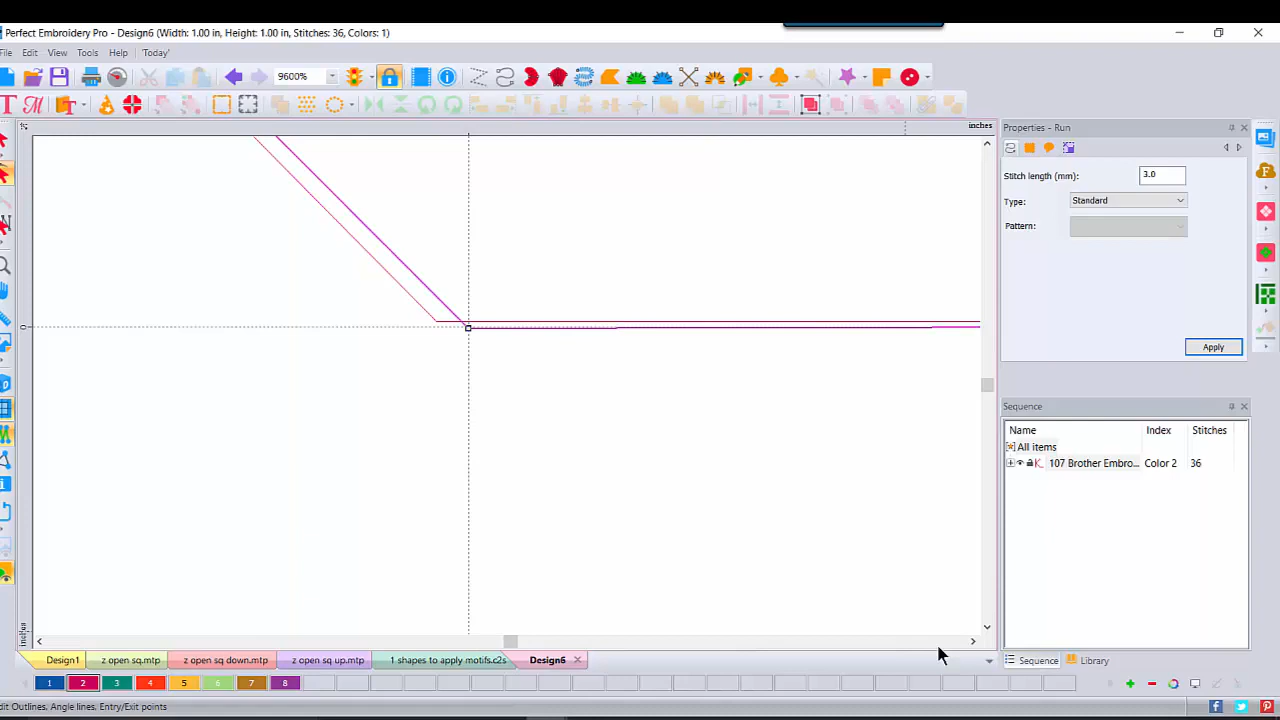 Perfect Embroidery Pro - Design6 (Width: 1.00 in, Height: 1.00 in, Stitches: 36, Colors: 1)
File Edit View Tools Help 'Today'
9600%
inches
Properties - Run
Stitch length (mm): 3.0
Type: Standard
Pattern:
0
Apply
Sequence
Name Index Stitches
All items
107 Brother Embro... Color 2 36
inches
Design1 z open sq.mtp z open sq down.mtp z open sq up.mtp 1 shapes to apply motifs.c2s Design6
Sequence Library
1 2 3 4 5 6 7 8
dit Outlines, Angle lines. Entry/Exit points